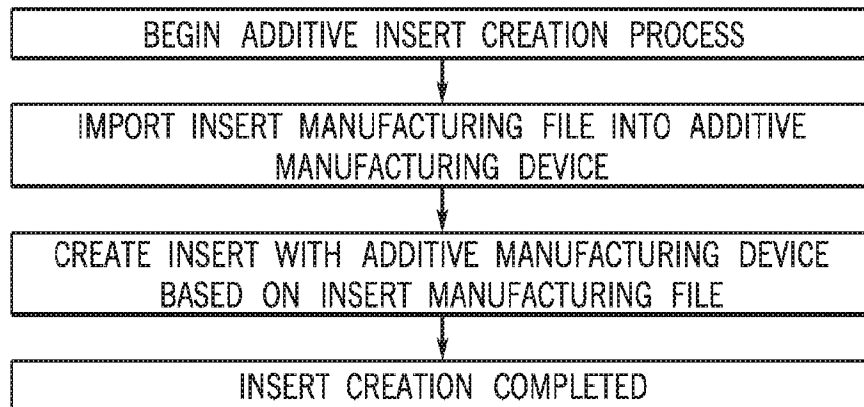 BEGIN ADDITIVE INSERT CREATION PROCESS
IMPORT INSERT MANUFACTURING FILE INTO ADDITIVE
MANUFACTURING DEVICE
CREATE INSERT WITH ADDITIVE MANUFACTURING DEVICE
BASED ON INSERT MANUFACTURING FILE
INSERT CREATION COMPLETED